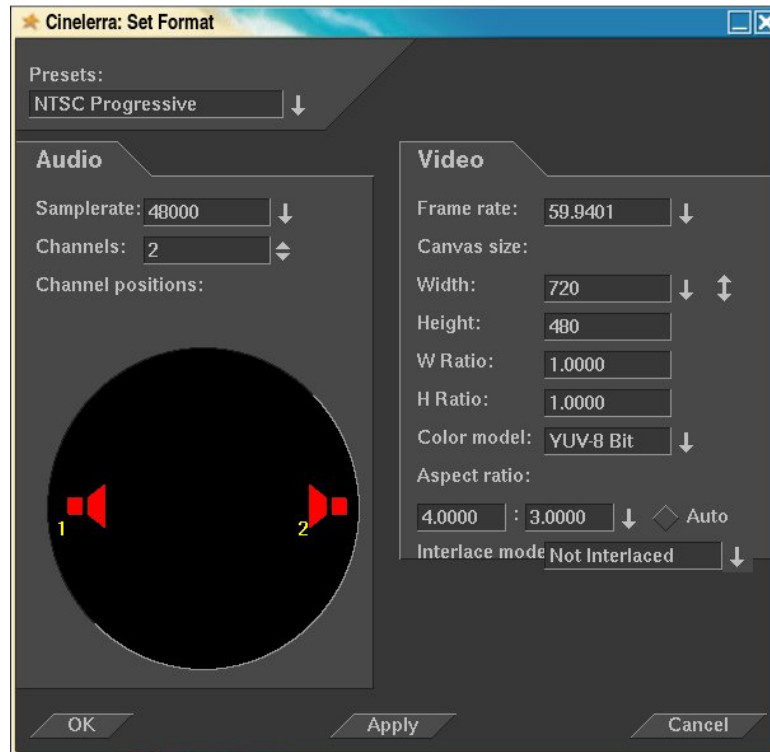 Cinelerra: Set Format
Presets:
NTSC Progressive
Audio
Samplerate: 48000
Channels: 2
Channel positions:
1
2
Video
Frame rate: 59.9401
Canvas size:
Width: 720
Height: 480
W Ratio: 1.0000
H Ratio: 1.0000
Color model: YUV-8 Bit
Aspect ratio:
4.0000 : 3.0000 Auto
Interlace mode Not Interlaced
OK Apply Cancel